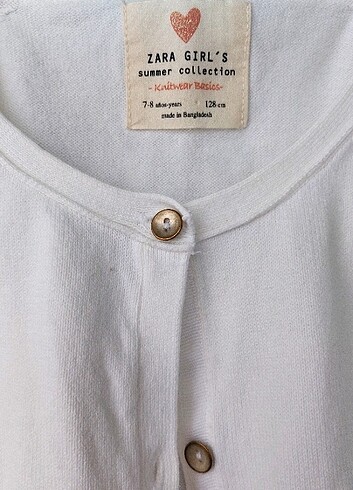 ZARA GIRL´S
summer collection
- Knitwear Basics-
7-8 años-years 128 cm
made in Bangladesh